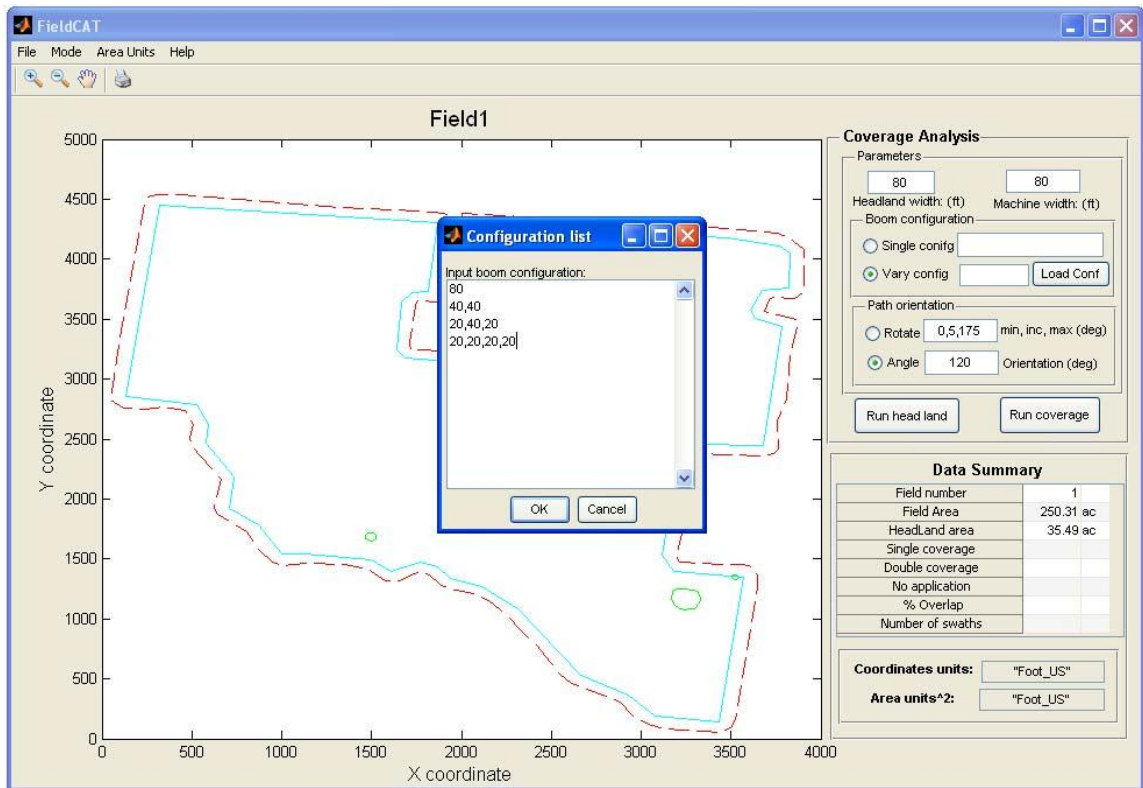 FieldCAT
File Mode Area Units Help
Field1
5000
4500
4000
3500
3000
2500
2000
1500
1000
500
0
Y coordinate
0 500 1000 1500 2000 2500 3000 3500 4000
X coordinate
Configuration list
Input boom configuration:
80
40,40
20,40,20
20,20,20,20
OK Cancel
Coverage Analysis
Parameters
80 80
Headland width: (ft) Machine width: (ft)
Boom configuration
Single conifg
Vary config Load Conf
Path orientation
Rotate 0,5,175 min, inc, max (deg)
Angle 120 Orientation (deg)
Run head land Run coverage
Data Summary
Field number 1
Field Area 250.31 ac
HeadLand area 35.49 ac
Single coverage
Double coverage
No application
% Overlap
Number of swaths
Coordinates units: "Foot_US"
Area units^2: "Foot_US"